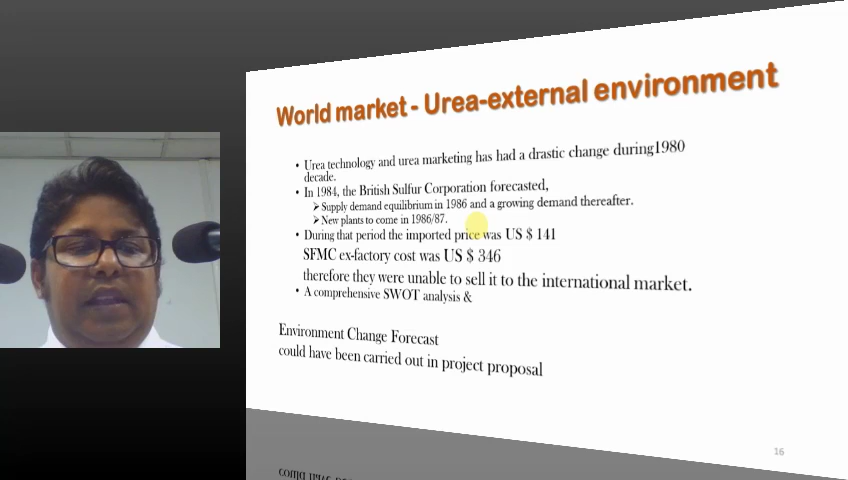 World market - Urea-external environment
• Urea technology and urea marketing has had a drastic change during1980
decade.
• In 1984, the British Sulfur Corporation forecasted,
➢ Supply demand equilibrium in 1986 and a growing demand thereafter.
➢ New plants to come in 1986/87.
• During that period the imported price was US $ 141
SFMC ex-factory cost was US $ 346
therefore they were unable to sell it to the international market.
• A comprehensive SWOT analysis &
Environment Change Forecast
could have been carried out in project proposal
16